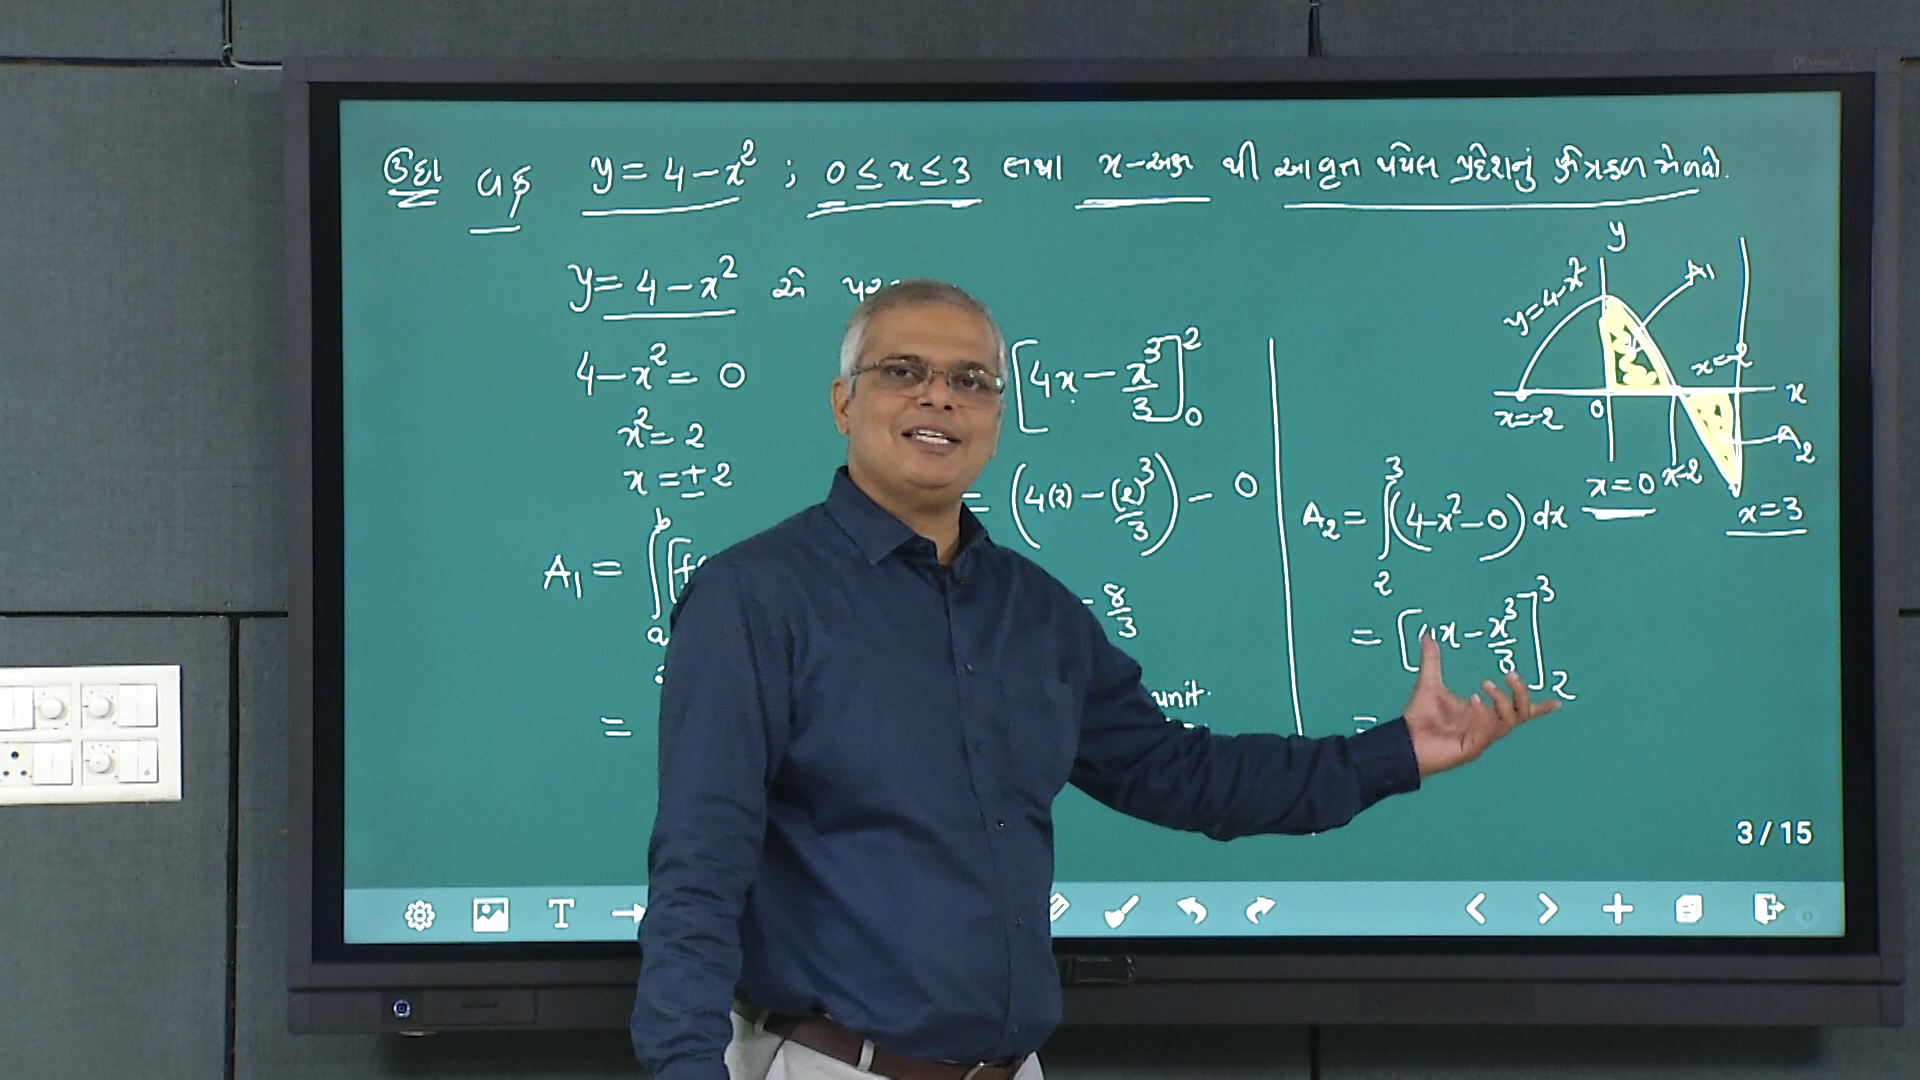 ઉદા વક્ર y = 4 - x² ; 0 ≤ x ≤ 3 તથા x-અક્ષ થી આવૃત્ત થયેલ પ્રદેશનું ક્ષેત્રફળ મેળવો.
y = 4 - x² એ
4 - x² = 0
x² = 2
x = ± 2
A₁ = ∫
b
a
=
[4x - x³/3]₀²
= (4(2) - (2)³/3) - 0
- 8/3
unit.
A₂ = ∫₂³ (4 - x² - 0) dx
= [4x - x³/3]₂³
=
y
y = 4 - x²
A₁
x = -2
x
x = -2
0
A₂
x = 0
x = 2
x = 3
3 / 15
T